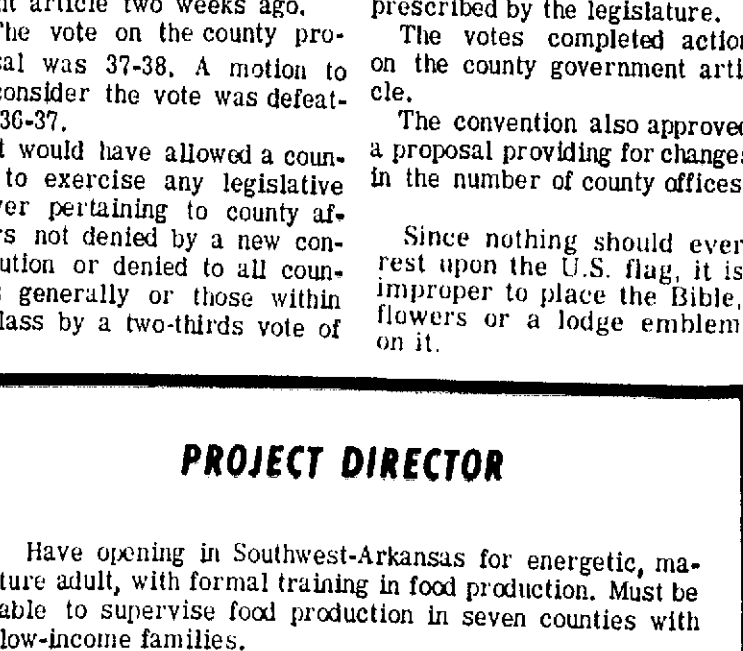 nt article two weeks ago.
The vote on the county pro-
sal was 37-38. A motion to
consider the vote was defeat-
36-37.
t would have allowed a coun-
to exercise any legislative
ver pertaining to county af-
rs not denied by a new con-
ution or denied to all coun-
s generally or those within
lass by a two-thirds vote of
prescribed by the legislature.
The votes completed action
on the county government arti
cle.
The convention also approved
a proposal providing for changes
in the number of county offices
Since nothing should ever
rest upon the U.S. flag, it is
improper to place the Bible,
flowers or a lodge emblem
on it.
PROJECT DIRECTOR
Have opening in Southwest-Arkansas for energetic, ma-
ture adult, with formal training in food production. Must be
able to supervise food production in seven counties with
low-income families.